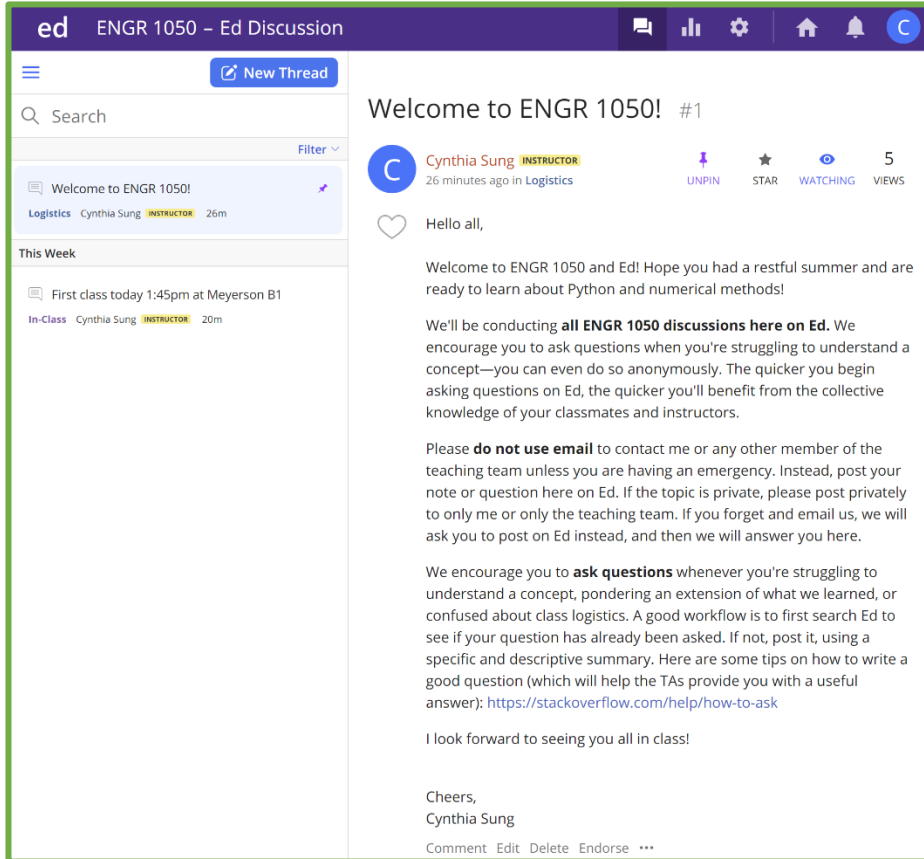 ed ENGR 1050 – Ed Discussion
C
New Thread
Search
Filter
Welcome to ENGR 1050!
Logistics Cynthia Sung INSTRUCTOR 26m
This Week
First class today 1:45pm at Meyerson B1
In-Class Cynthia Sung INSTRUCTOR 20m
Welcome to ENGR 1050! #1
C
Cynthia Sung INSTRUCTOR
26 minutes ago in Logistics
UNPIN
STAR
WATCHING
5
VIEWS
Hello all,
Welcome to ENGR 1050 and Ed! Hope you had a restful summer and are
ready to learn about Python and numerical methods!
We'll be conducting all ENGR 1050 discussions here on Ed. We
encourage you to ask questions when you're struggling to understand a
concept—you can even do so anonymously. The quicker you begin
asking questions on Ed, the quicker you'll benefit from the collective
knowledge of your classmates and instructors.
Please do not use email to contact me or any other member of the
teaching team unless you are having an emergency. Instead, post your
note or question here on Ed. If the topic is private, please post privately
to only me or only the teaching team. If you forget and email us, we will
ask you to post on Ed instead, and then we will answer you here.
We encourage you to ask questions whenever you're struggling to
understand a concept, pondering an extension of what we learned, or
confused about class logistics. A good workflow is to first search Ed to
see if your question has already been asked. If not, post it, using a
specific and descriptive summary. Here are some tips on how to write a
good question (which will help the TAs provide you with a useful
answer): https://stackoverflow.com/help/how-to-ask
I look forward to seeing you all in class!
Cheers,
Cynthia Sung
Comment Edit Delete Endorse •••